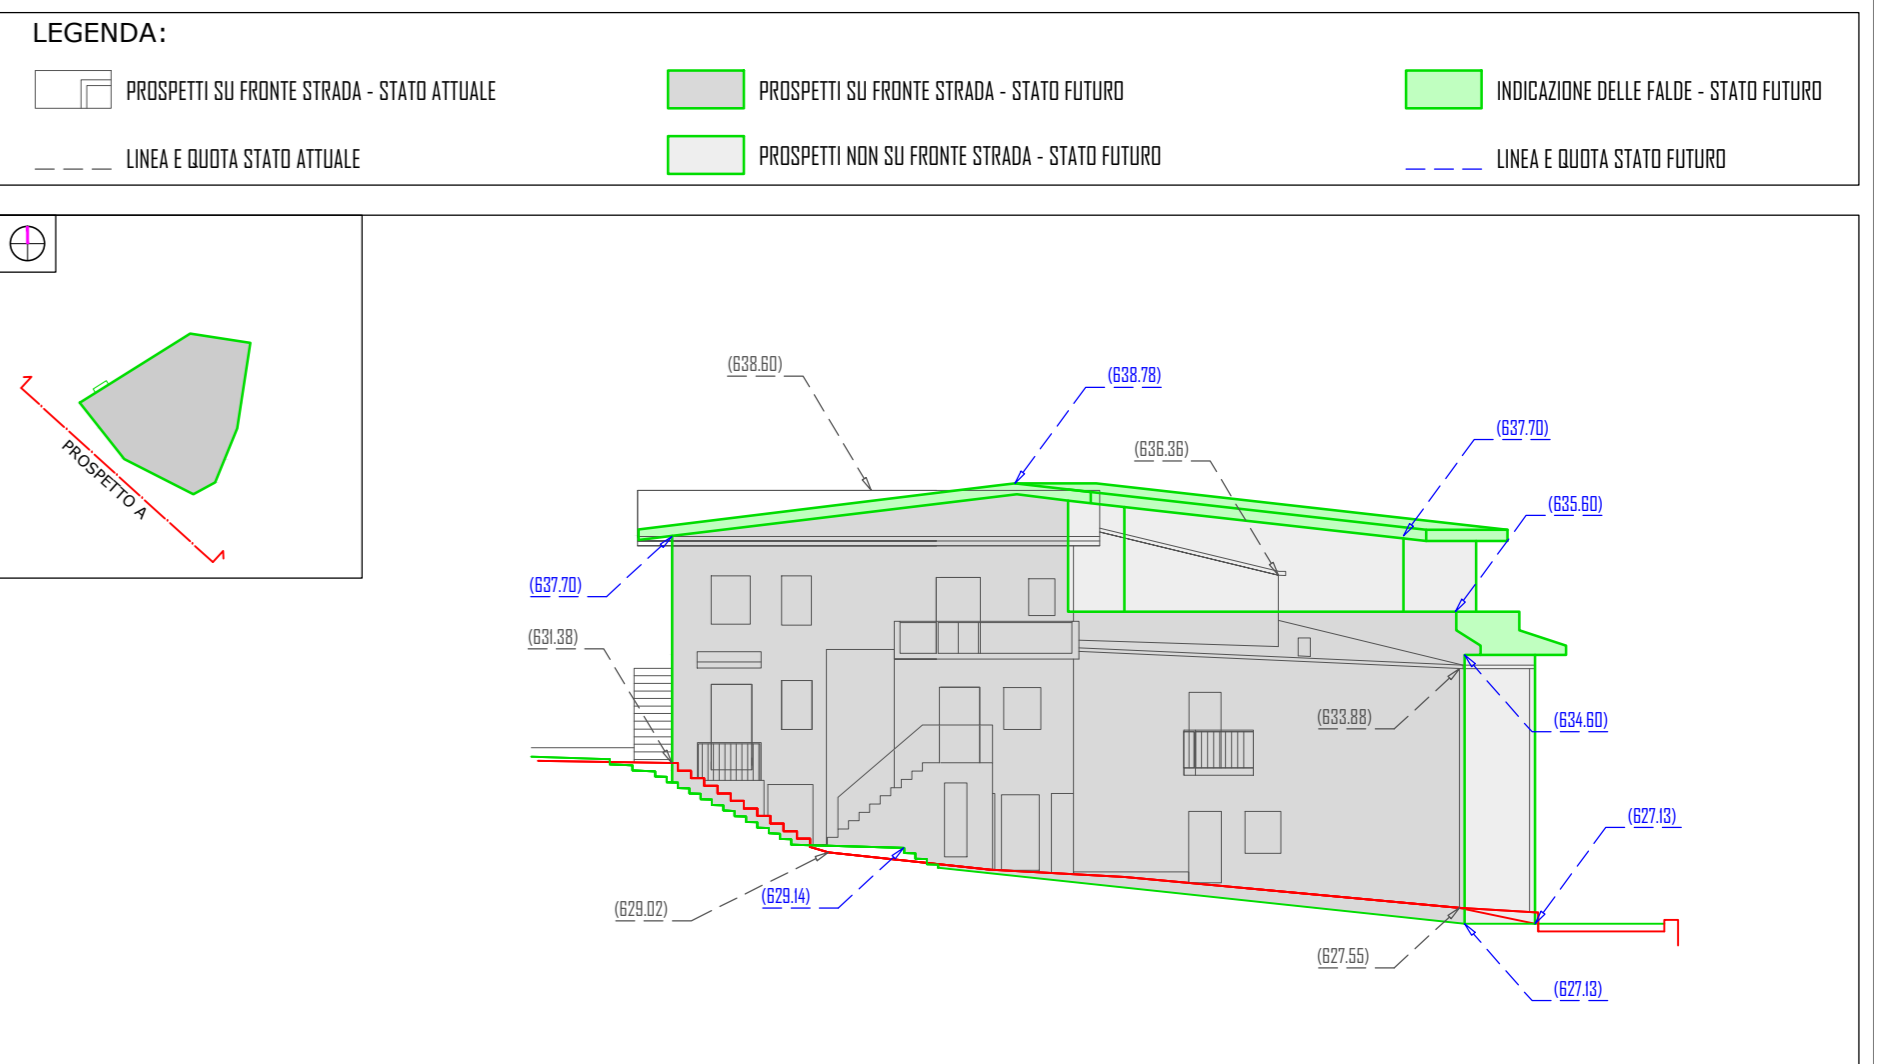 LEGENDA:
PROSPETTI SU FRONTE STRADA - STATO ATTUALE
PROSPETTI SU FRONTE STRADA - STATO FUTURO
INDICAZIONE DELLE FALDE - STATO FUTURO
LINEA E QUOTA STATO ATTUALE
PROSPETTI NON SU FRONTE STRADA - STATO FUTURO
LINEA E QUOTA STATO FUTURO
PROSPETTO A
(638.60)
(638.78)
(637.70)
(636.36)
(635.60)
(637.70)
(631.38)
(633.88)
(634.60)
(627.13)
(629.14)
(629.02)
(627.55)
(627.13)